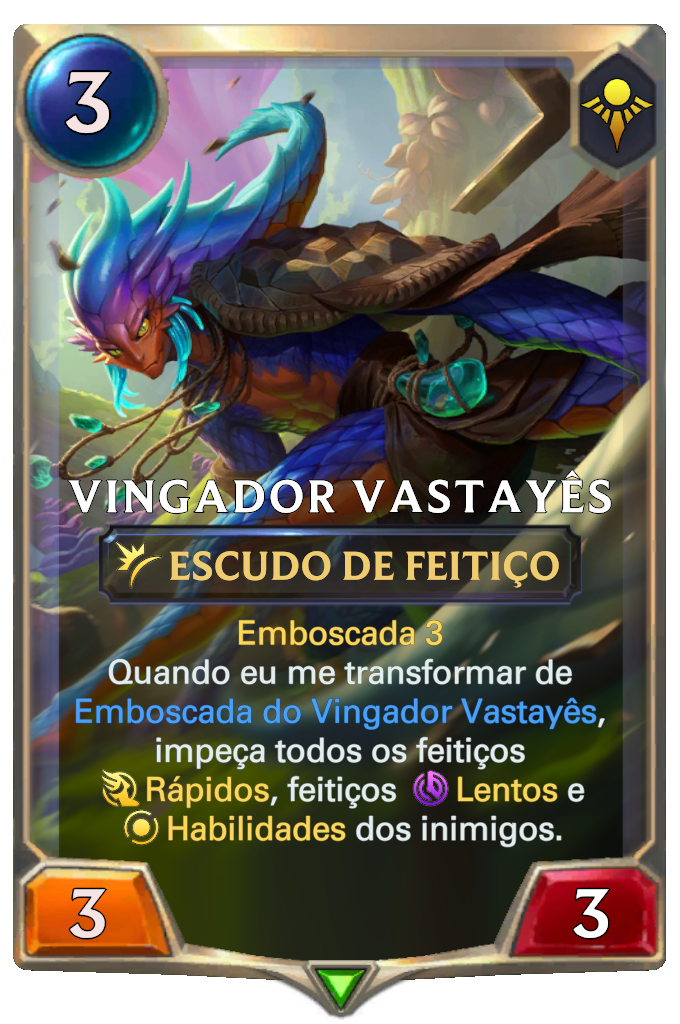 3
VINGADOR VASTAYÊS
ESCUDO DE FEITIÇO
Emboscada 3
Quando eu me transformar de
Emboscada do Vingador Vastayês,
impeça todos os feitiços
Rápidos, feitiços Lentos e
Habilidades dos inimigos.
3 3